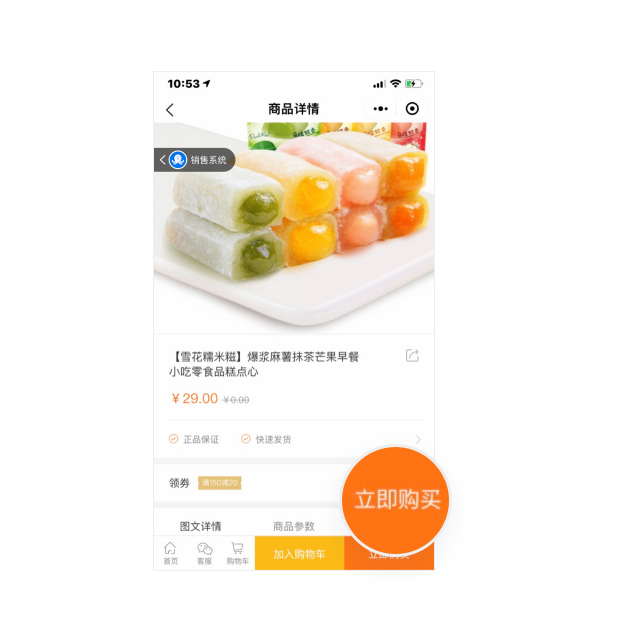 10:53
商品详情
销售系统
【雪花糯米糍】爆浆麻薯抹茶芒果早餐
小吃零食品糕点心
￥29.00 ￥0.00
正品保证 快速发货
领券 满150减20
立即购买
图文详情 商品参数
首页 客服 购物车 加入购物车 立即购买